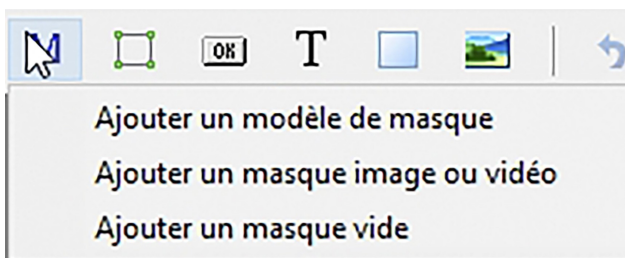 M
OK
T
Ajouter un modèle de masque
Ajouter un masque image ou vidéo
Ajouter un masque vide